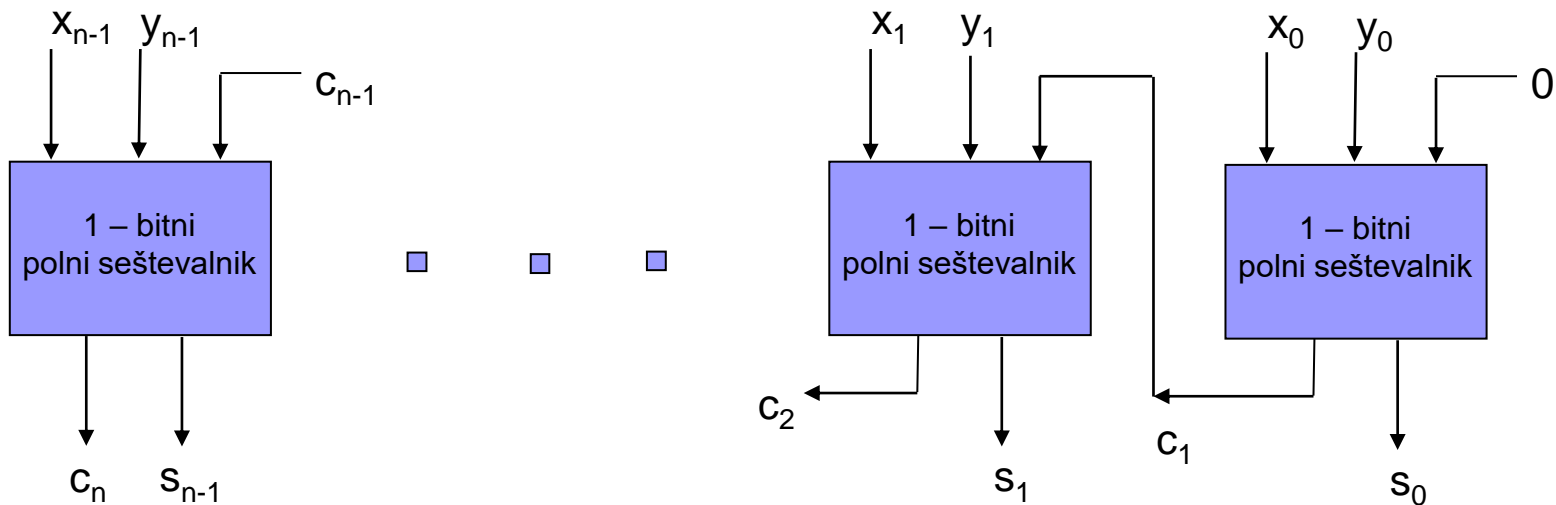 xₙ₋₁ yₙ₋₁ x₁ y₁ x₀ y₀
cₙ₋₁ 0
1 – bitni
polni seštevalnik
1 – bitni
polni seštevalnik
1 – bitni
polni seštevalnik
c₂ c₁
cₙ sₙ₋₁ s₁ s₀